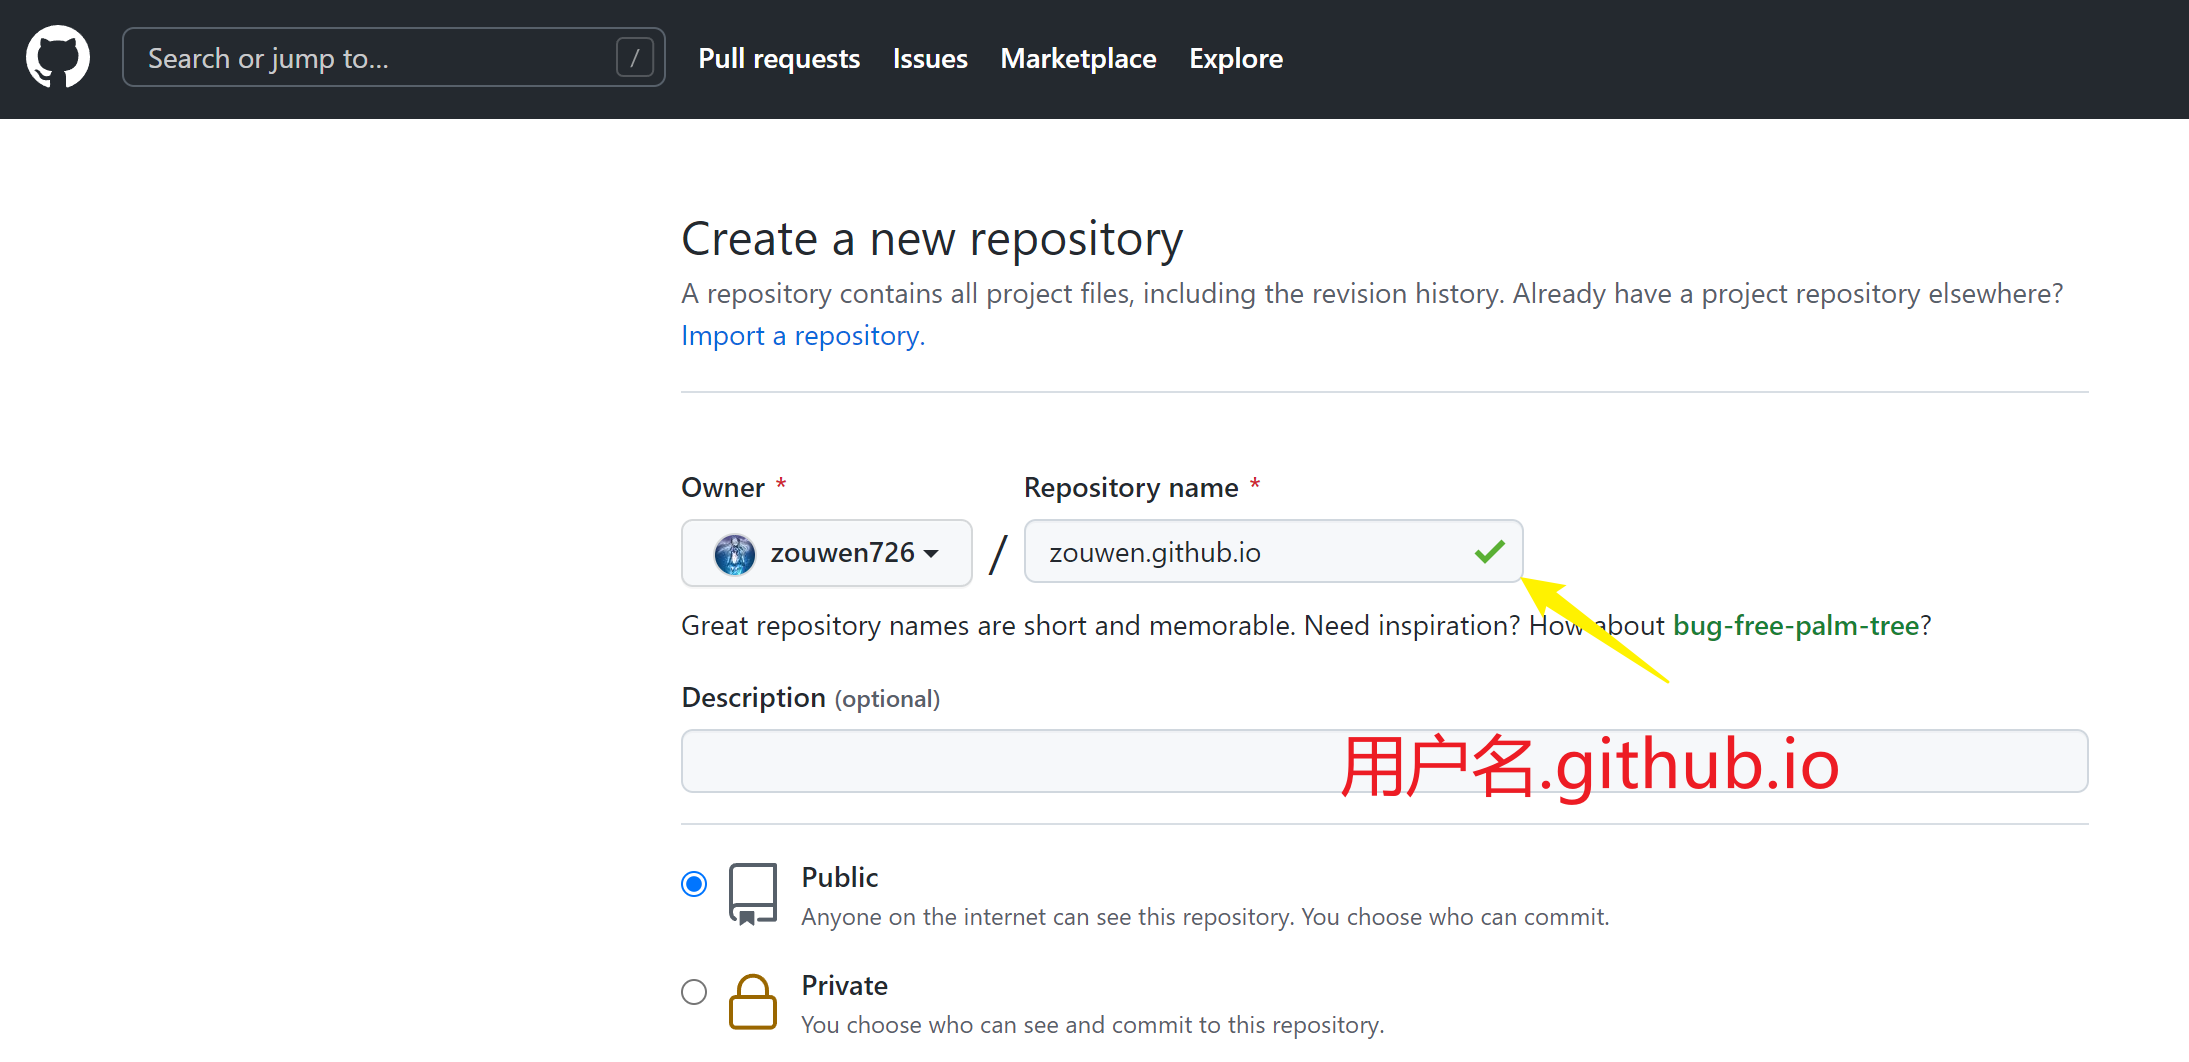 Search or jump to... /
Pull requests Issues Marketplace Explore
Create a new repository
A repository contains all project files, including the revision history. Already have a project repository elsewhere?
Import a repository.
Owner * Repository name *
zouwen726 / zouwen.github.io
Great repository names are short and memorable. Need inspiration? How about bug-free-palm-tree?
Description (optional)
用户名.github.io
Public
Anyone on the internet can see this repository. You choose who can commit.
Private
You choose who can see and commit to this repository.